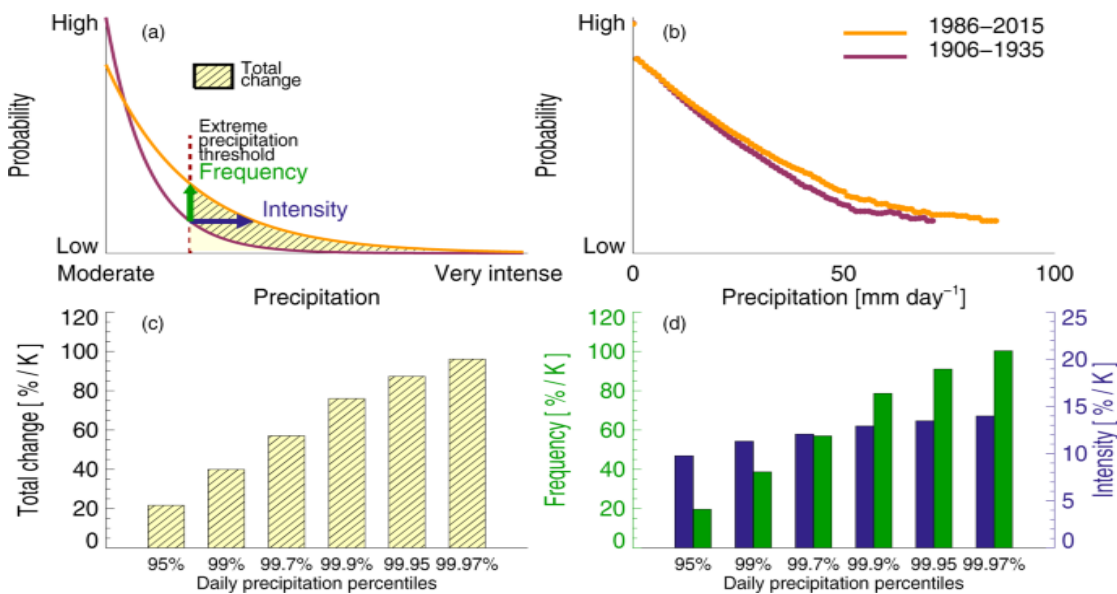 High
(a)
Total
change
Extreme
precipitation
threshold
Frequency
Intensity
Probability
Low
Moderate
Very intense
Precipitation
High
(b)
1986–2015
1906–1935
Probability
Low
0
50
100
Precipitation [mm day⁻¹]
120
(c)
100
80
60
40
20
0
Total change [ % / K ]
95%
99%
99.7%
99.9%
99.95
99.97%
Daily precipitation percentiles
120
(d)
100
80
60
40
20
0
Frequency [ % / K ]
25
20
15
10
5
0
Intensity [ % / K ]
95%
99%
99.7%
99.9%
99.95
99.97%
Daily precipitation percentiles